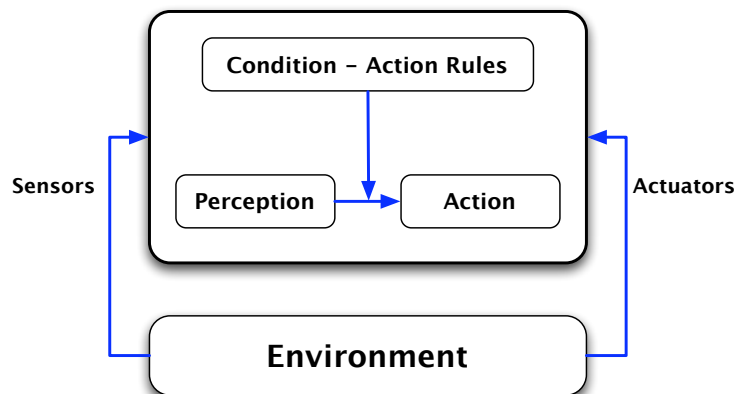 Condition – Action Rules
Sensors
Actuators
Perception
Action
Environment